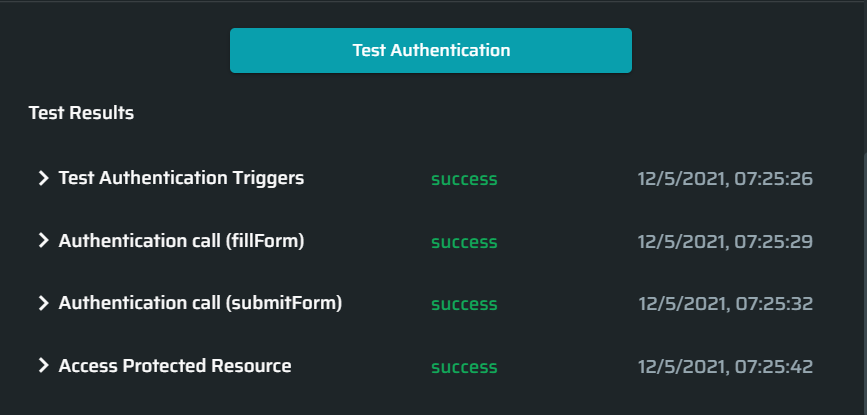 Test Authentication
Test Results
Test Authentication Triggers success 12/5/2021, 07:25:26
Authentication call (fillForm) success 12/5/2021, 07:25:29
Authentication call (submitForm) success 12/5/2021, 07:25:32
Access Protected Resource success 12/5/2021, 07:25:42